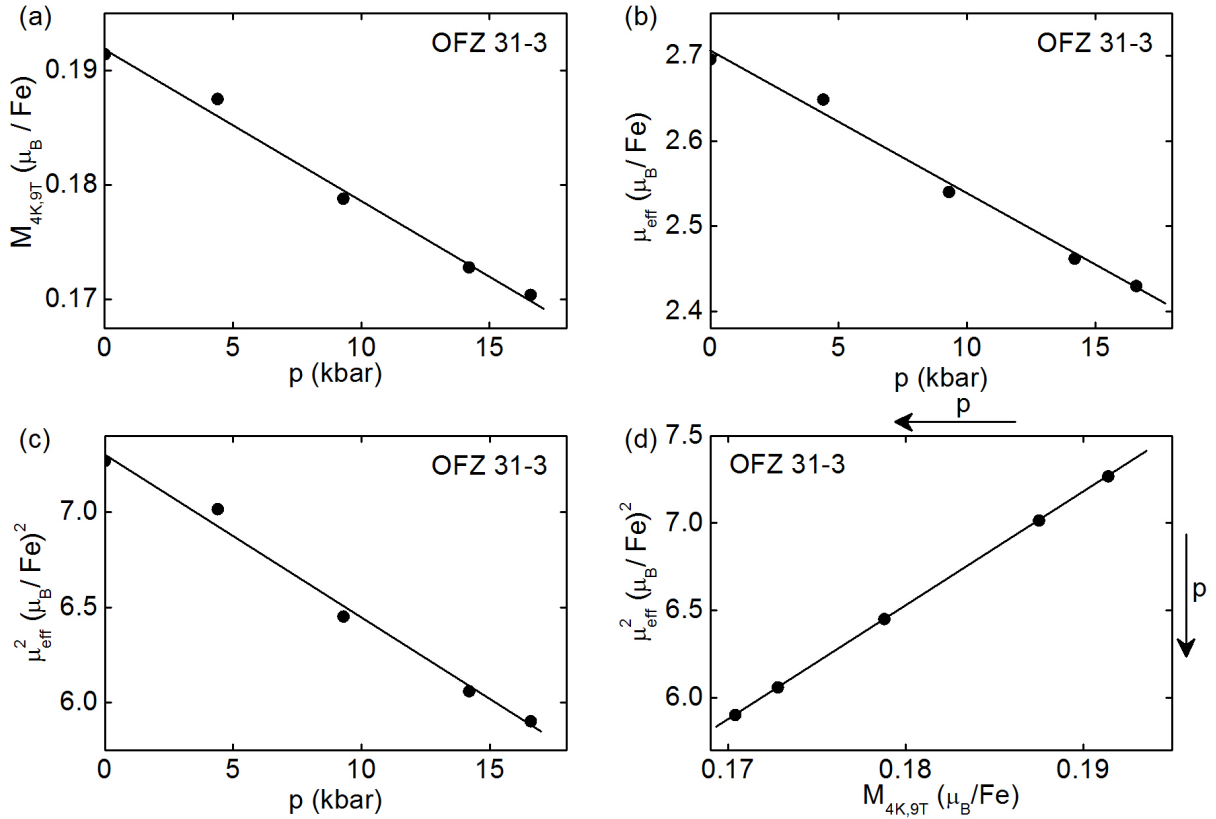 (a)
OFZ 31-3
0.19
0.18
0.17
M4K,9T (μB / Fe)
0 5 10 15
p (kbar)
(b)
OFZ 31-3
2.7
2.6
2.5
2.4
μeff (μB/ Fe)
0 5 10 15
p (kbar)
(c)
OFZ 31-3
7.0
6.5
6.0
μ²eff (μB/ Fe)²
0 5 10 15
p (kbar)
p
(d)
OFZ 31-3
7.5
7.0
6.5
6.0
μ²eff (μB/ Fe)²
p
0.17 0.18 0.19
M4K,9T (μB/Fe)